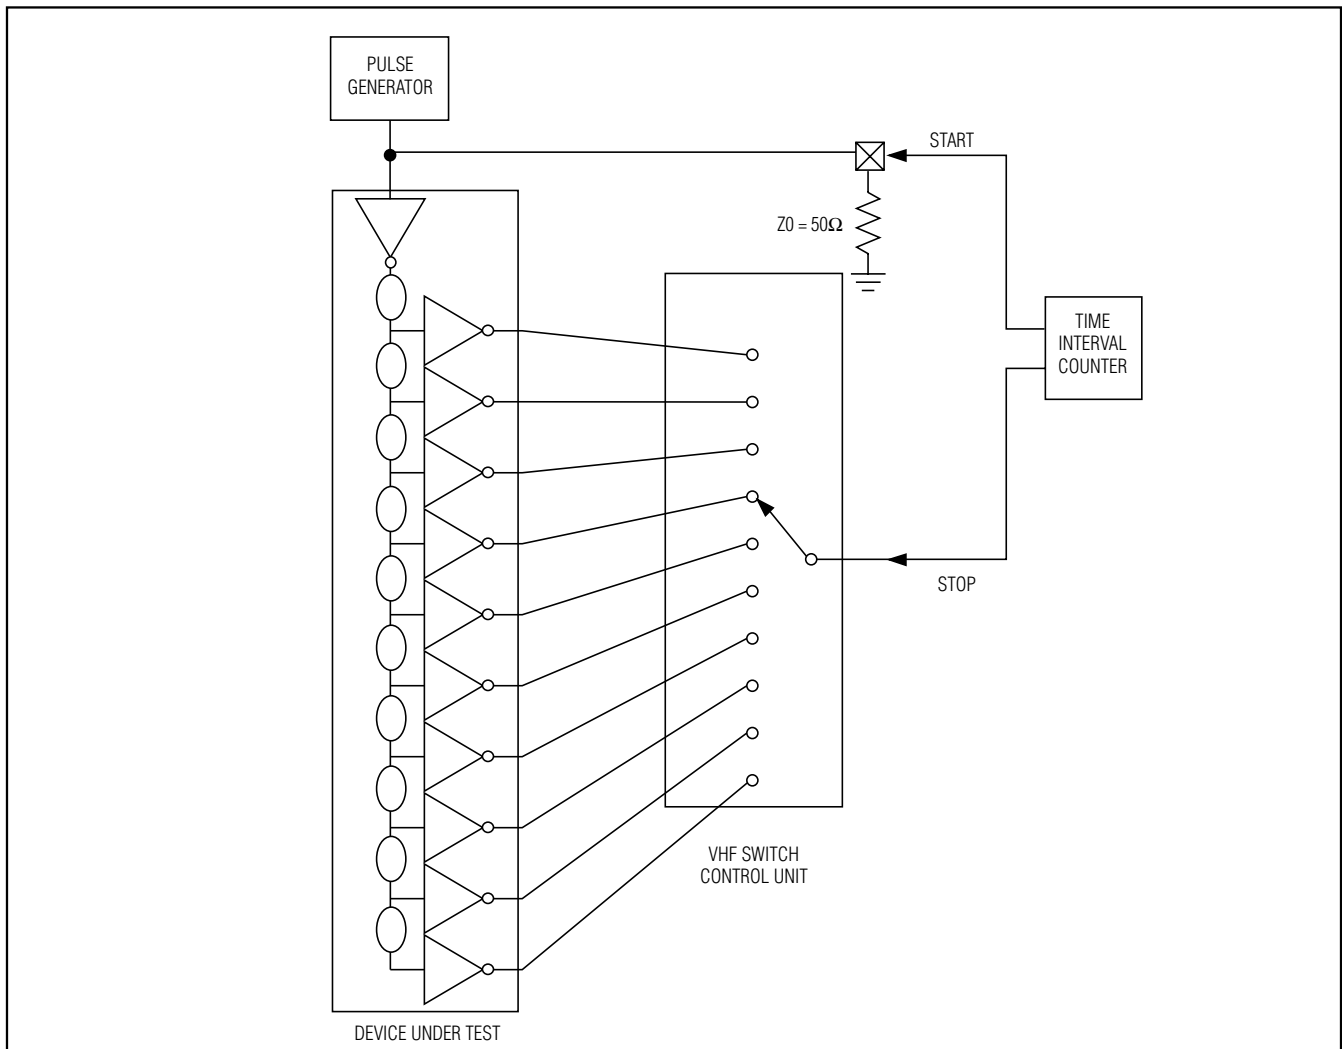 PULSE
GENERATOR
START
Z0 = 50Ω
TIME
INTERVAL
COUNTER
STOP
VHF SWITCH
CONTROL UNIT
DEVICE UNDER TEST